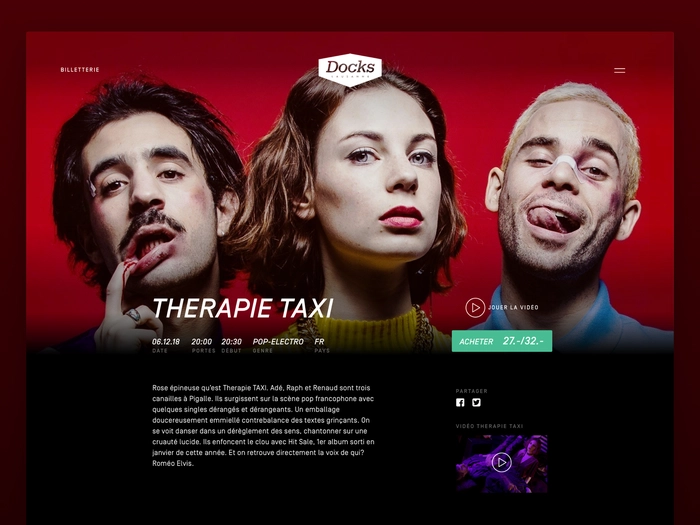 BILLETTERIE
Docks
THERAPIE TAXI
JOUER LA VIDÉO
06.12.18 20:00 20:30 POP-ELECTRO FR
DATE PORTES DÉBUT GENRE PAYS
ACHETER 27.-/32.-
Rose épineuse qu'est Therapie TAXI. Adé, Raph et Renaud sont trois
canailles à Pigalle. Ils surgissent sur la scène pop francophone avec
quelques singles dérangés et dérangeants. Un emballage
doucereusement emmiellé contrebalance des textes grinçants. On
se voit danser dans un dérèglement des sens, chantonner sur une
cruauté lucide. Ils enfoncent le clou avec Hit Sale, 1er album sorti en
janvier de cette année. Et on retrouve directement la voix de qui?
Roméo Elvis.
PARTAGER
VIDÉO THERAPIE TAXI